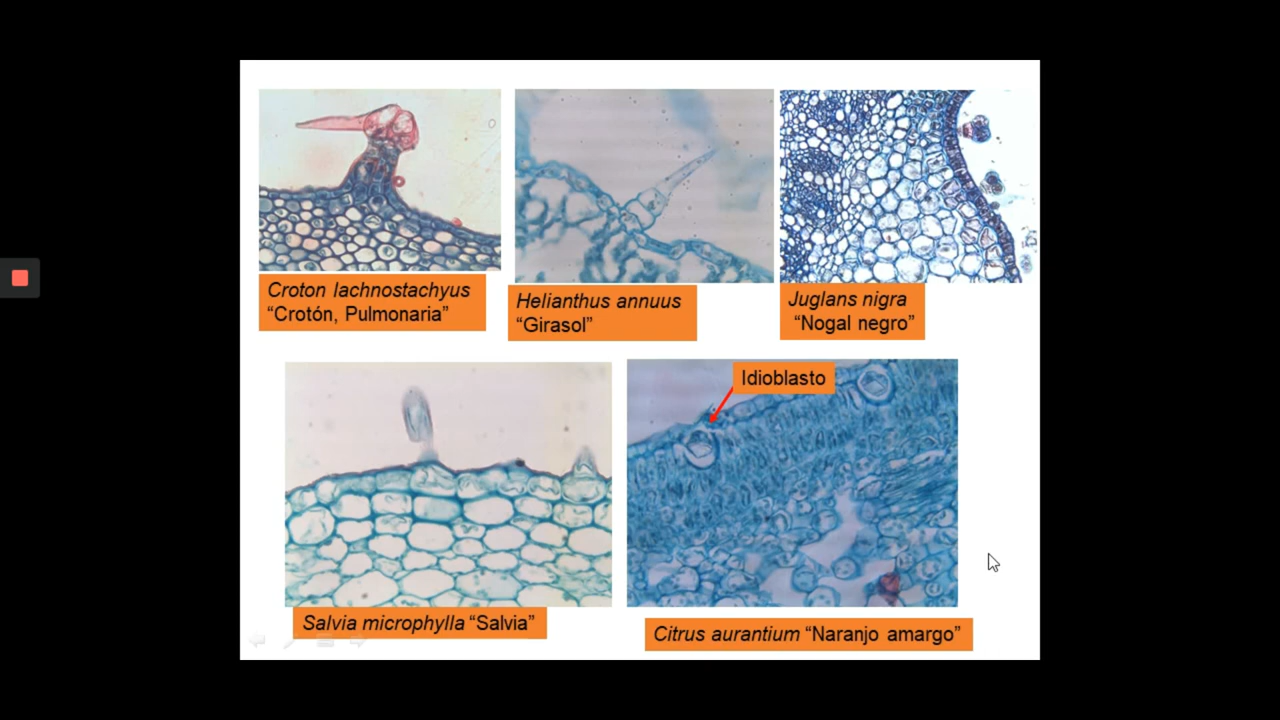 Croton lachnostachyus
“Crotón, Pulmonaria”
Helianthus annuus
“Girasol”
Juglans nigra
“Nogal negro”
Idioblasto
Salvia microphylla “Salvia”
Citrus aurantium “Naranjo amargo”